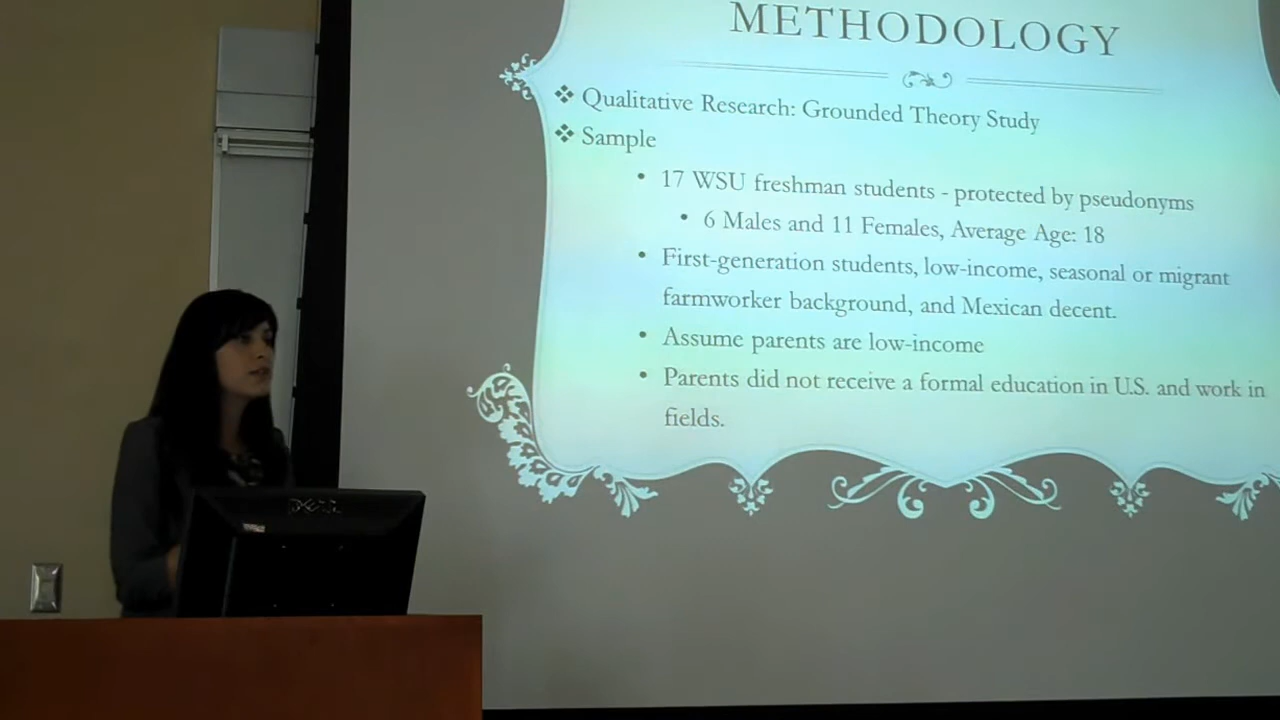 METHODOLOGY
❖ Qualitative Research: Grounded Theory Study
❖ Sample
• 17 WSU freshman students - protected by pseudonyms
• 6 Males and 11 Females, Average Age: 18
• First-generation students, low-income, seasonal or migrant
farmworker background, and Mexican decent.
• Assume parents are low-income
• Parents did not receive a formal education in U.S. and work in
fields.
DELL